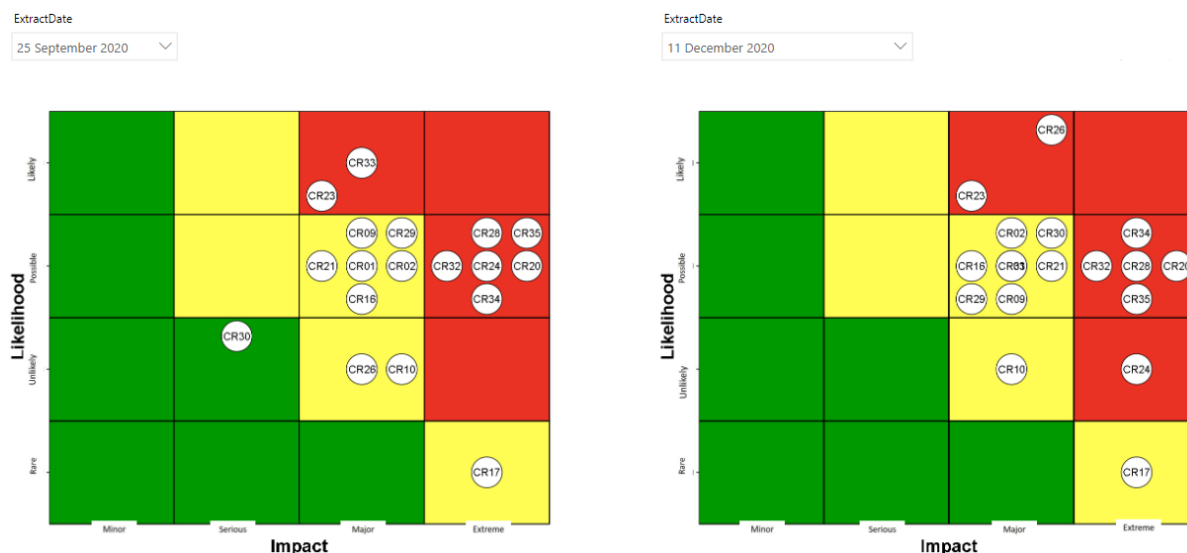 ExtractDate
25 September 2020
Likely
CR33
CR23
CR09 CR29
CR28 CR35
Likelihood
Possible
CR21 CR01 CR02
CR32 CR24 CR20
CR16
CR34
CR30
Unlikely
CR26 CR10
Rare
CR17
Minor Serious Major Extreme
Impact
ExtractDate
11 December 2020
Likely
CR26
CR23
CR02 CR30
CR34
Likelihood
Possible
CR16 CR21
CR32 CR28 CR20
CR29 CR09
CR35
Unlikely
CR10
CR24
Rare
CR17
Minor Serious Major Extreme
Impact